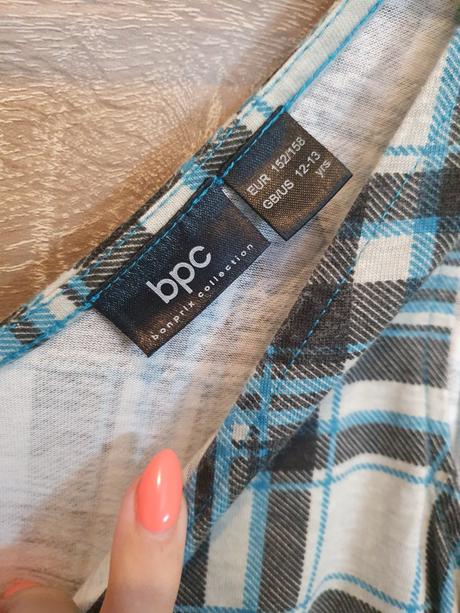 bpc
bonprix collection
EUR 152/158
GB/US 12-13
yrs